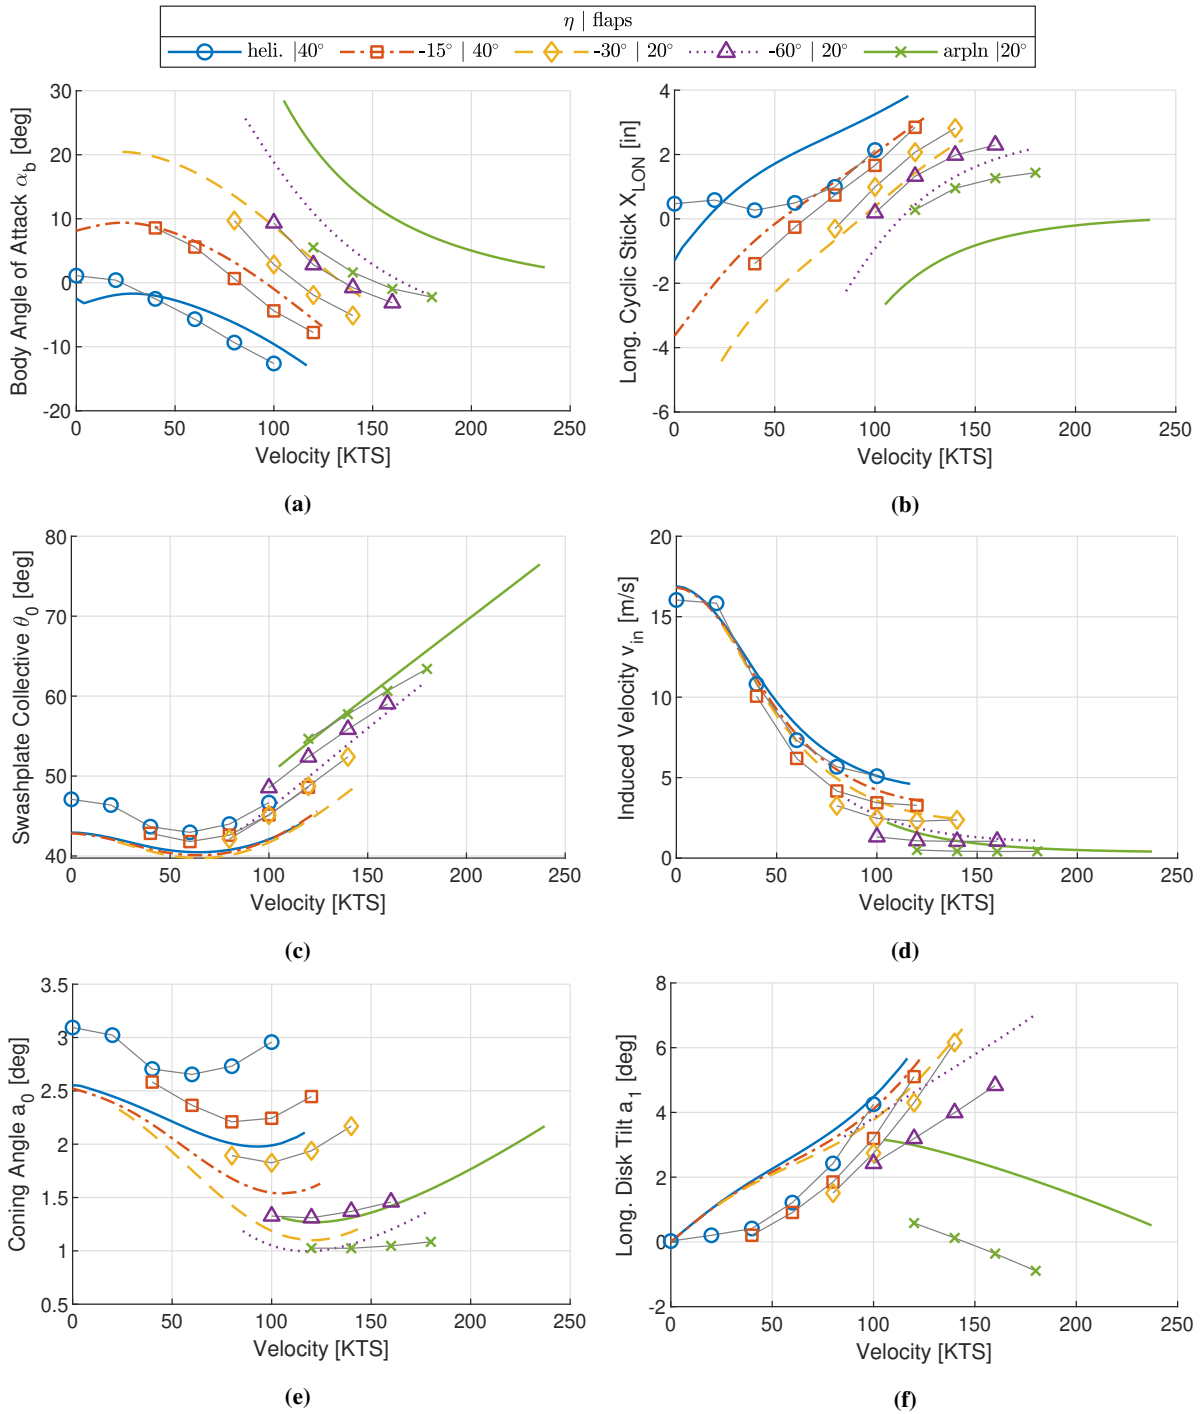 η | flaps
heli. |40° -15° | 40° -30° | 20° -60° | 20° arpln |20°
Body Angle of Attack α_b [deg]
30
20
10
0
-10
-20
0 50 100 150 200 250
Velocity [KTS]
(a)
Long. Cyclic Stick X_LON [in]
4
2
0
-2
-4
-6
0 50 100 150 200 250
Velocity [KTS]
(b)
Swashplate Collective θ_0 [deg]
80
70
60
50
40
0 50 100 150 200 250
Velocity [KTS]
(c)
Induced Velocity v_in [m/s]
20
15
10
5
0
0 50 100 150 200 250
Velocity [KTS]
(d)
Coning Angle a_0 [deg]
3.5
3
2.5
2
1.5
1
0.5
0 50 100 150 200 250
Velocity [KTS]
(e)
Long. Disk Tilt a_1 [deg]
8
6
4
2
0
-2
0 50 100 150 200 250
Velocity [KTS]
(f)